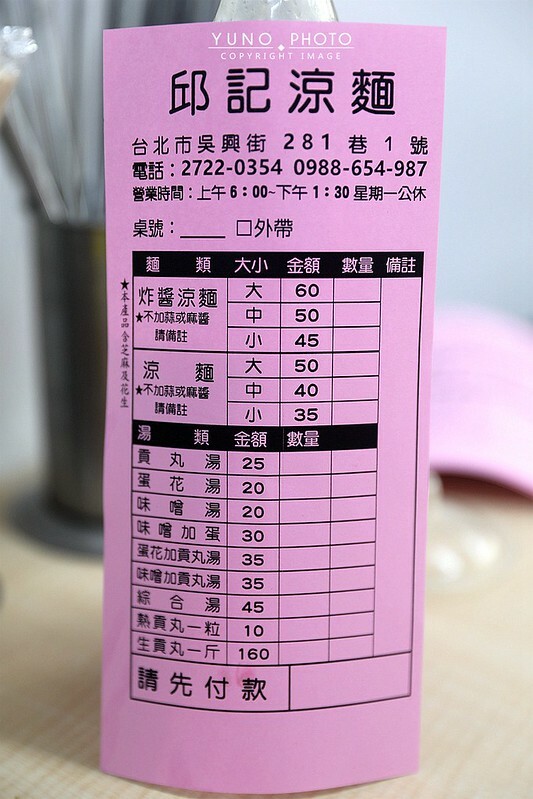 YUNO PHOTO
COPYRIGHT IMAGE
邱記涼麵
台北市吳興街 281 巷 1 號
電話：2722-0354 0988-654-987
營業時間：上午 6：00~下午 1：30 星期一公休
桌號：____ 口外帶
★本產品含芝麻及花生
麵類 大小 金額 數量 備註
炸醬涼麵 大 60
★不加蒜或麻醬 中 50
請備註 小 45
涼麵 大 50
★不加蒜或麻醬 中 40
請備註 小 35
湯類 金額 數量
貢丸湯 25
蛋花湯 20
味噌湯 20
味噌加蛋 30
蛋花加貢丸湯 35
味噌加貢丸湯 35
綜合湯 45
熱貢丸一粒 10
生貢丸一斤 160
請先付款